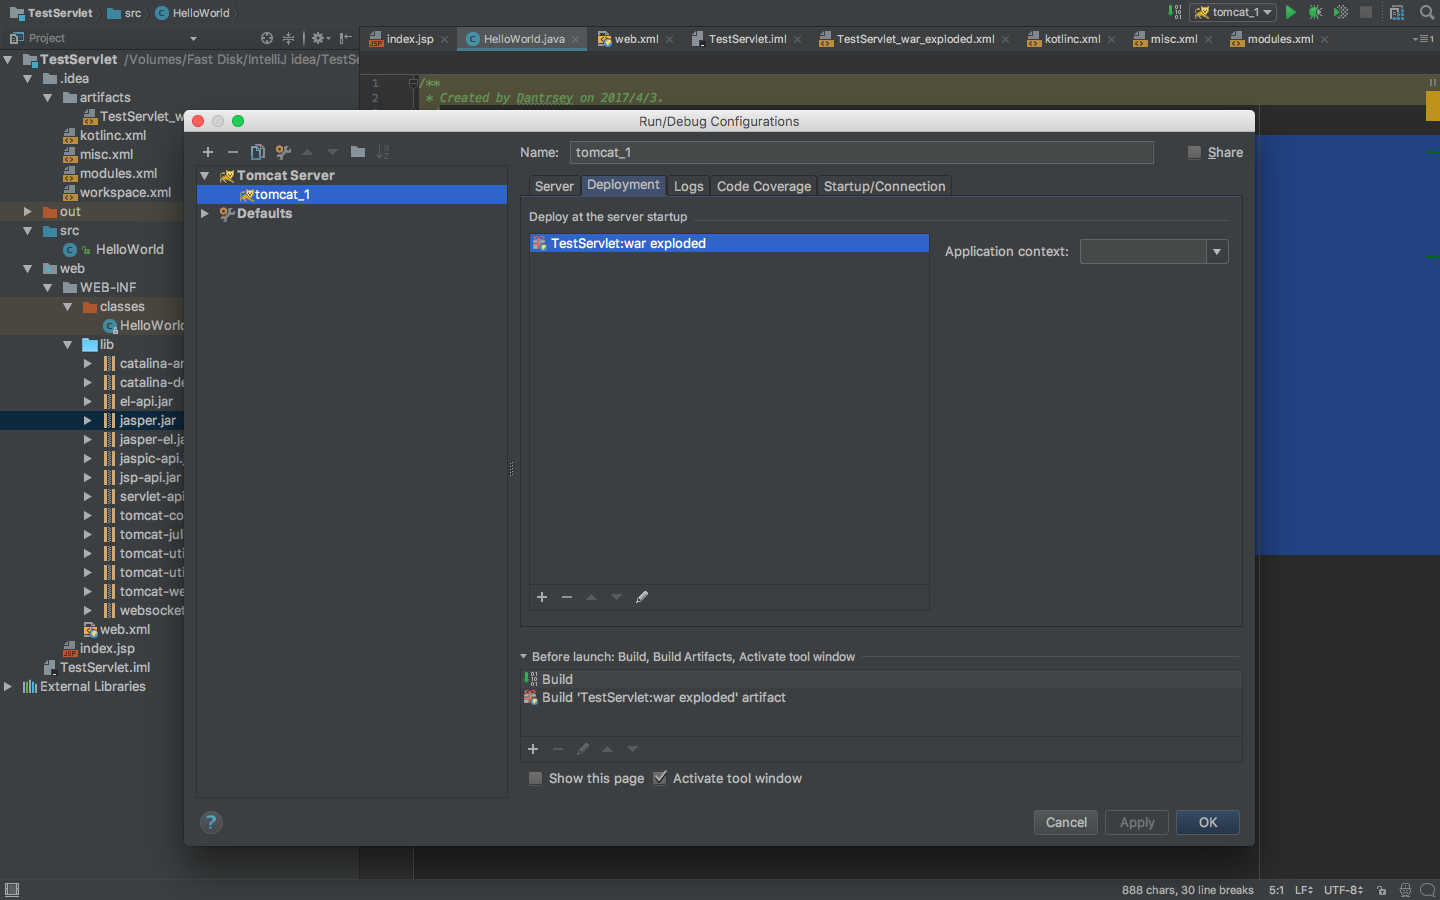 TestServlet src HelloWorld
tomcat_1
Project
index.jsp HelloWorld.java web.xml TestServlet.iml TestServlet_war_exploded.xml kotlinc.xml misc.xml modules.xml
TestServlet /Volumes/Fast Disk/IntelliJ idea/TestSe
.idea
artifacts
TestServlet_w
kotlinc.xml
misc.xml
modules.xml
workspace.xml
out
src
HelloWorld
web
WEB-INF
classes
HelloWorld
lib
catalina-an
catalina-de
el-api.jar
jasper.jar
jasper-el.ja
jaspic-api.
jsp-api.jar
servlet-api
tomcat-co
tomcat-jul
tomcat-uti
tomcat-uti
tomcat-we
websocket
web.xml
index.jsp
TestServlet.iml
External Libraries
1 /**
2 * Created by Dantrsey on 2017/4/3.
Run/Debug Configurations
Tomcat Server
tomcat_1
Defaults
Name: tomcat_1 Share
Server Deployment Logs Code Coverage Startup/Connection
Deploy at the server startup
TestServlet:war exploded
Application context:
Before launch: Build, Build Artifacts, Activate tool window
Build
Build 'TestServlet:war exploded' artifact
Show this page Activate tool window
? Cancel Apply OK
888 chars, 30 line breaks 5:1 LF UTF-8